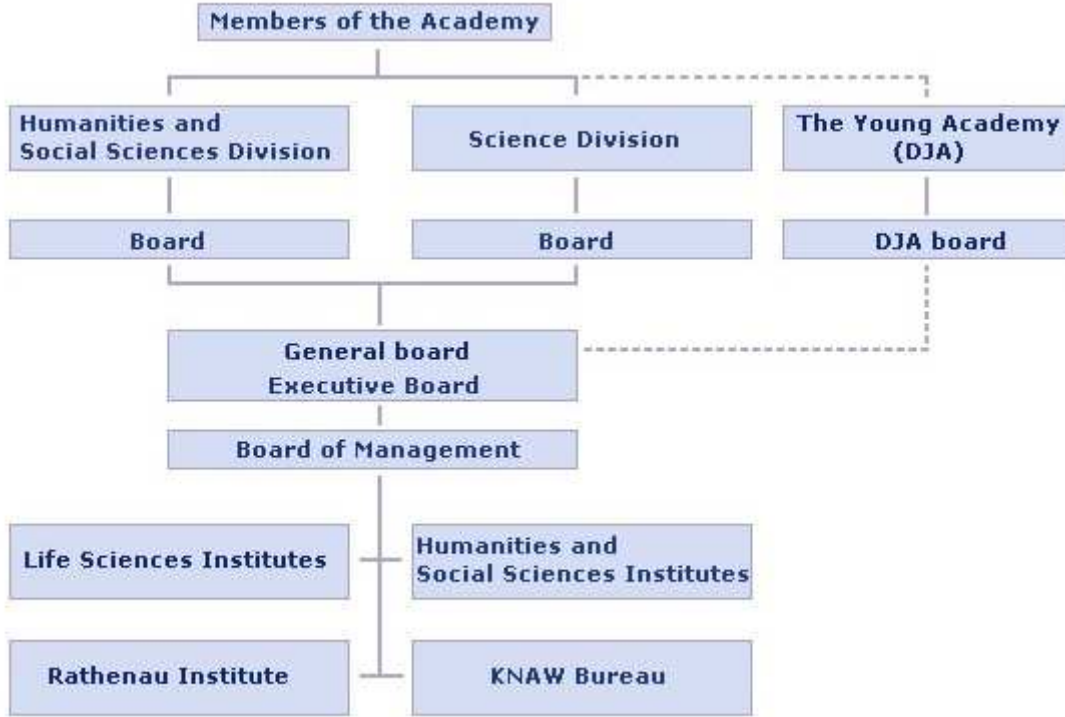 Members of the Academy
Humanities and
Social Sciences Division
Science Division
The Young Academy
(DJA)
Board
Board
DJA board
General board
Executive Board
Board of Management
Life Sciences Institutes
Humanities and
Social Sciences Institutes
Rathenau Institute
KNAW Bureau